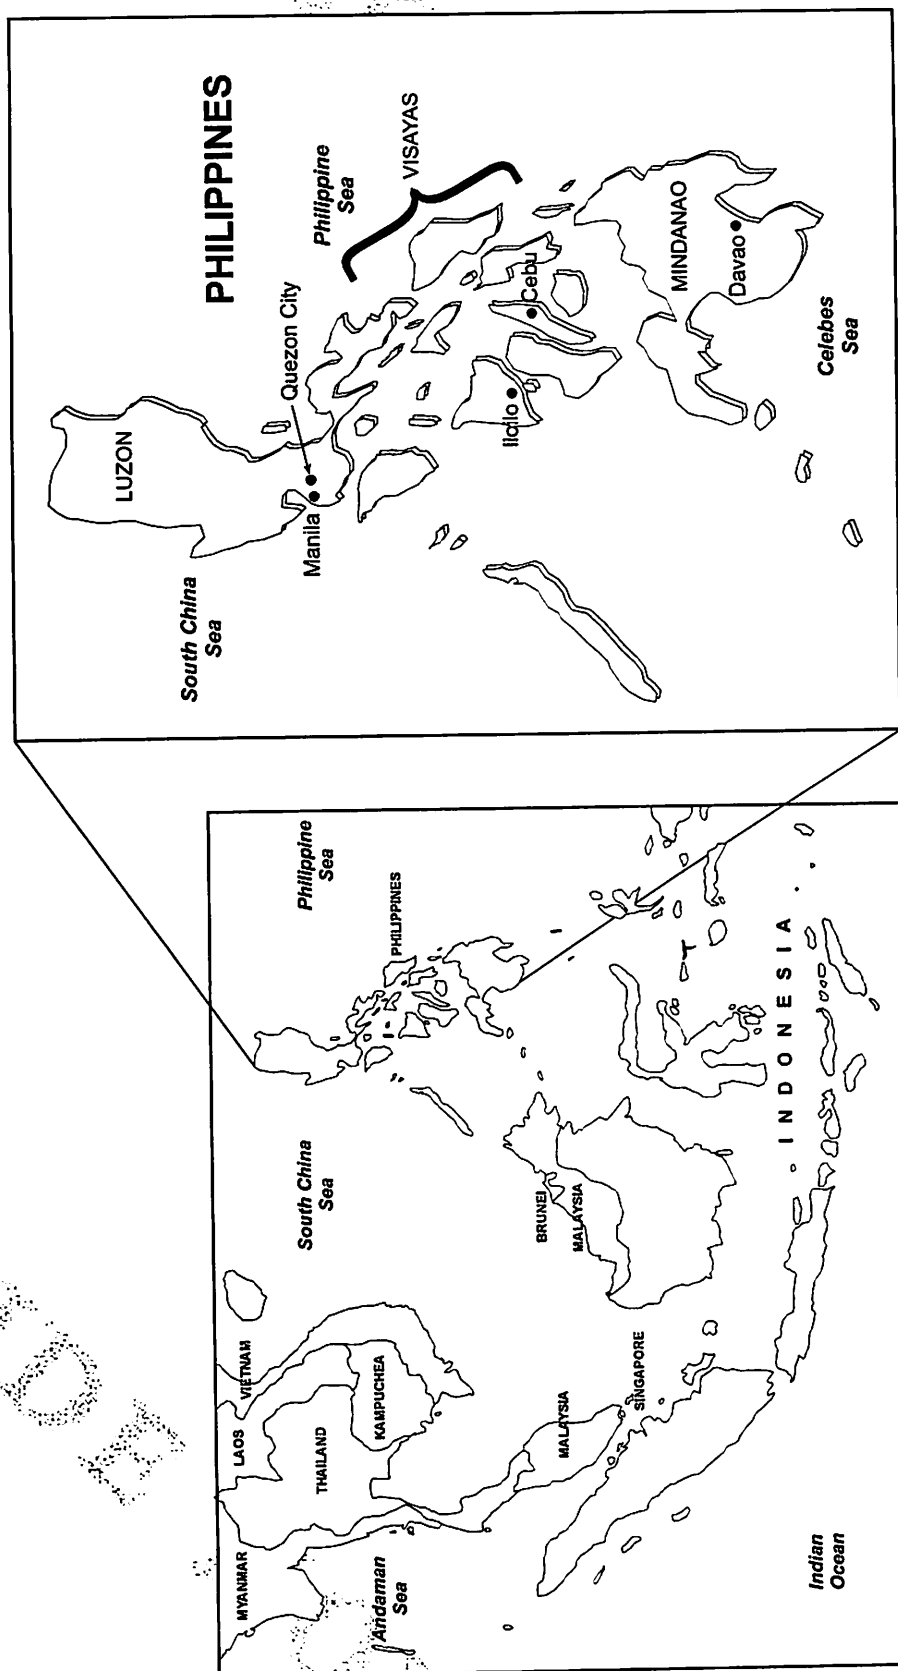 PHILIPPINES
LUZON
South China
Sea
Manila
Quezon City
Philippine
Sea
VISAYAS
Iloilo
Cebu
MINDANAO
Davao
Celebes
Sea
MYANMAR
LAOS
VIETNAM
THAILAND
KAMPUCHEA
Andaman
Sea
South China
Sea
Philippine
Sea
PHILIPPINES
BRUNEI
MALAYSIA
MALAYSIA
SINGAPORE
INDONESIA
Indian
Ocean